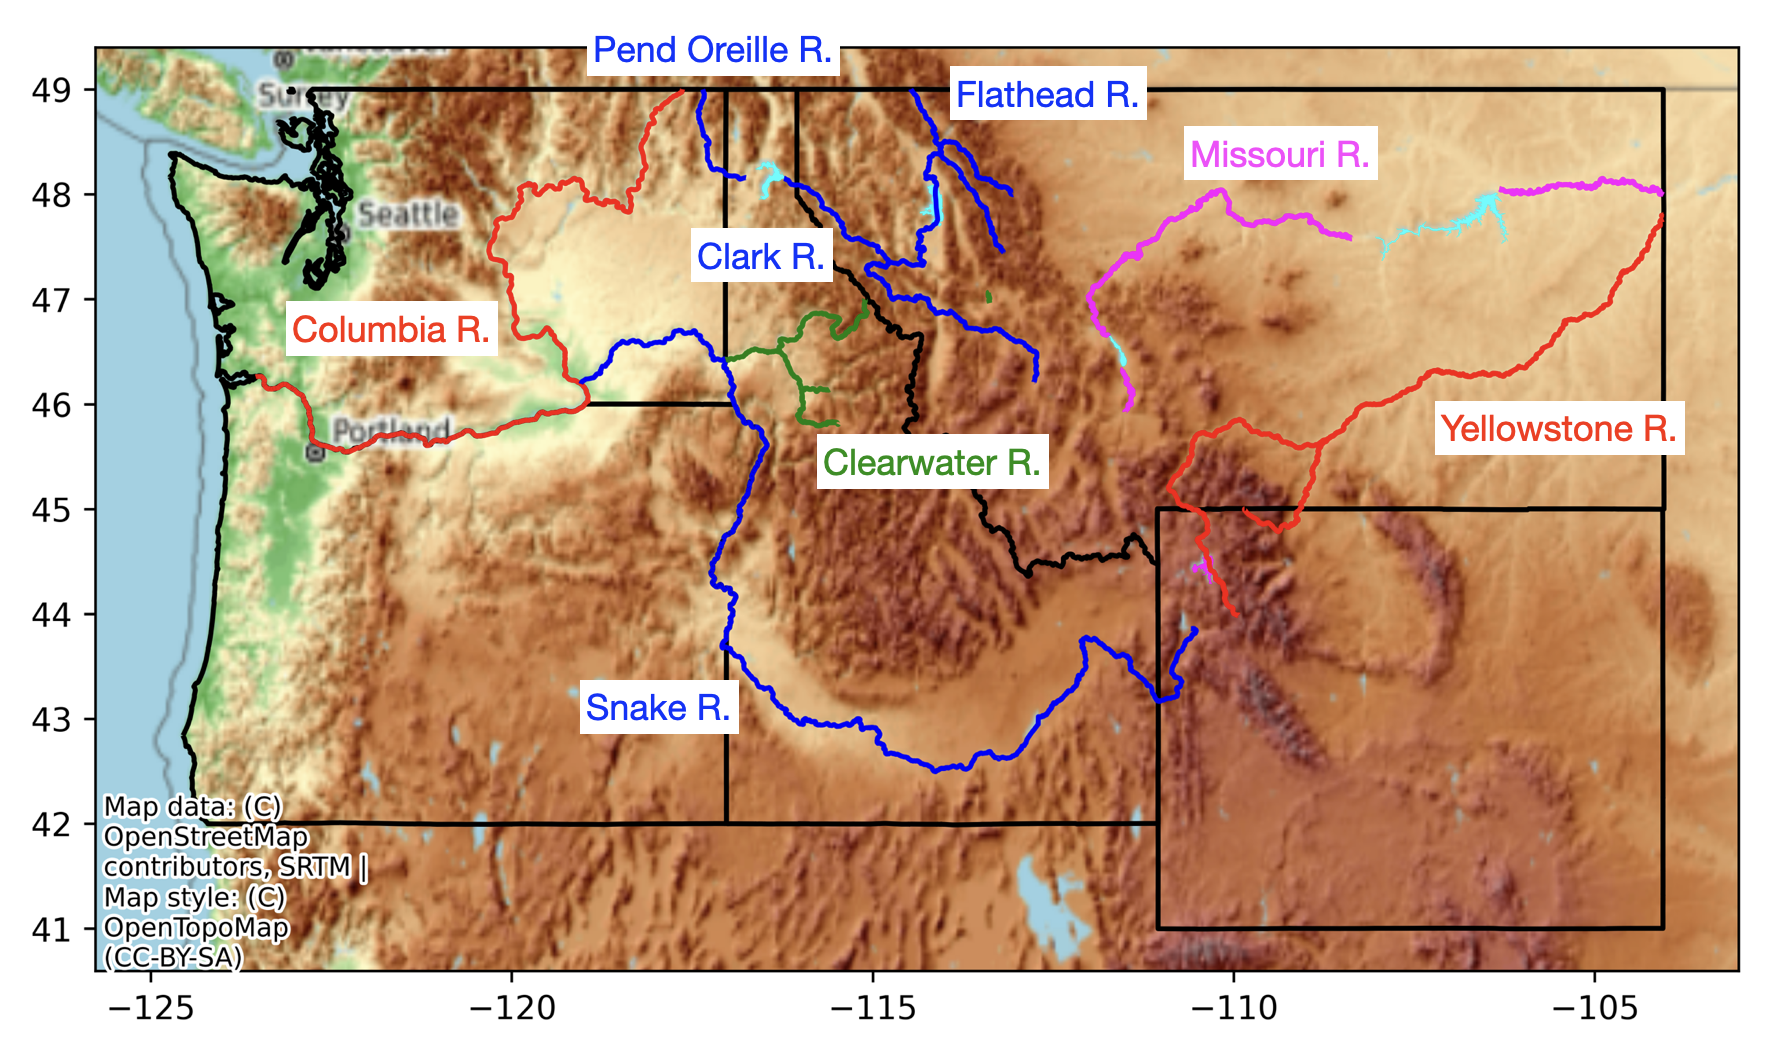 Pend Oreille R.
Flathead R.
49
Surrey
Missouri R.
48
Seattle
Clark R.
47
Columbia R.
46
Portland
Yellowstone R.
Clearwater R.
45
44
43
Snake R.
42
Map data: (C)
OpenStreetMap
contributors, SRTM |
Map style: (C)
OpenTopoMap
(CC-BY-SA)
41
−125
−120
−115
−110
−105